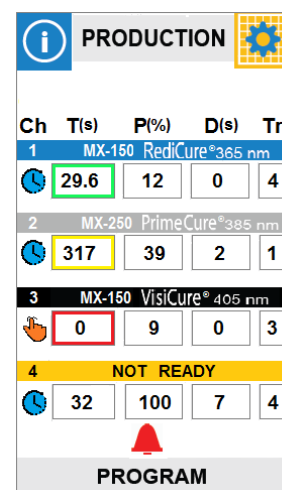 i PRODUCTION
Ch T(s) P(%) D(s) Tr
1 MX-150 RediCure®365 nm
29.6 12 0 4
2 MX-250 PrimeCure®385 nm
317 39 2 1
3 MX-150 VisiCure® 405 nm
0 9 0 3
4 NOT READY
32 100 7 4
PROGRAM